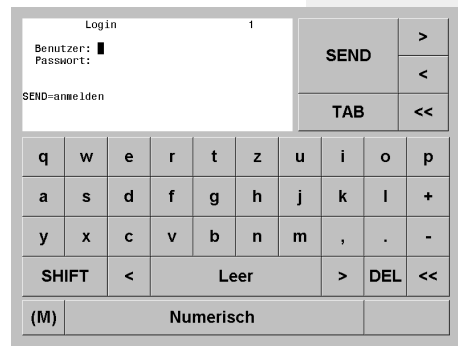 Login 1
Benutzer:
Passwort:
SEND=anmelden
SEND >
<
TAB <<
q w e r t z u i o p
a s d f g h j k l +
y x c v b n m , . -
SHIFT < Leer > DEL <<
(M) Numerisch